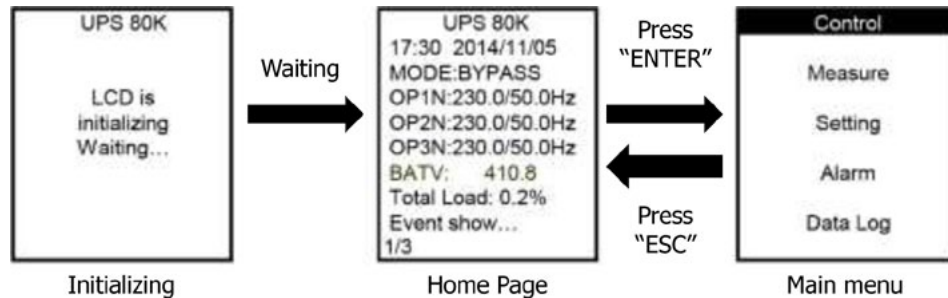 UPS 80K
LCD is
initializing
Waiting...
Initializing
Waiting
UPS 80K
17:30 2014/11/05
MODE:BYPASS
OP1N:230.0/50.0Hz
OP2N:230.0/50.0Hz
OP3N:230.0/50.0Hz
BATV: 410.8
Total Load: 0.2%
Event show...
1/3
Home Page
Press
“ENTER”
Press
“ESC”
Control
Measure
Setting
Alarm
Data Log
Main menu